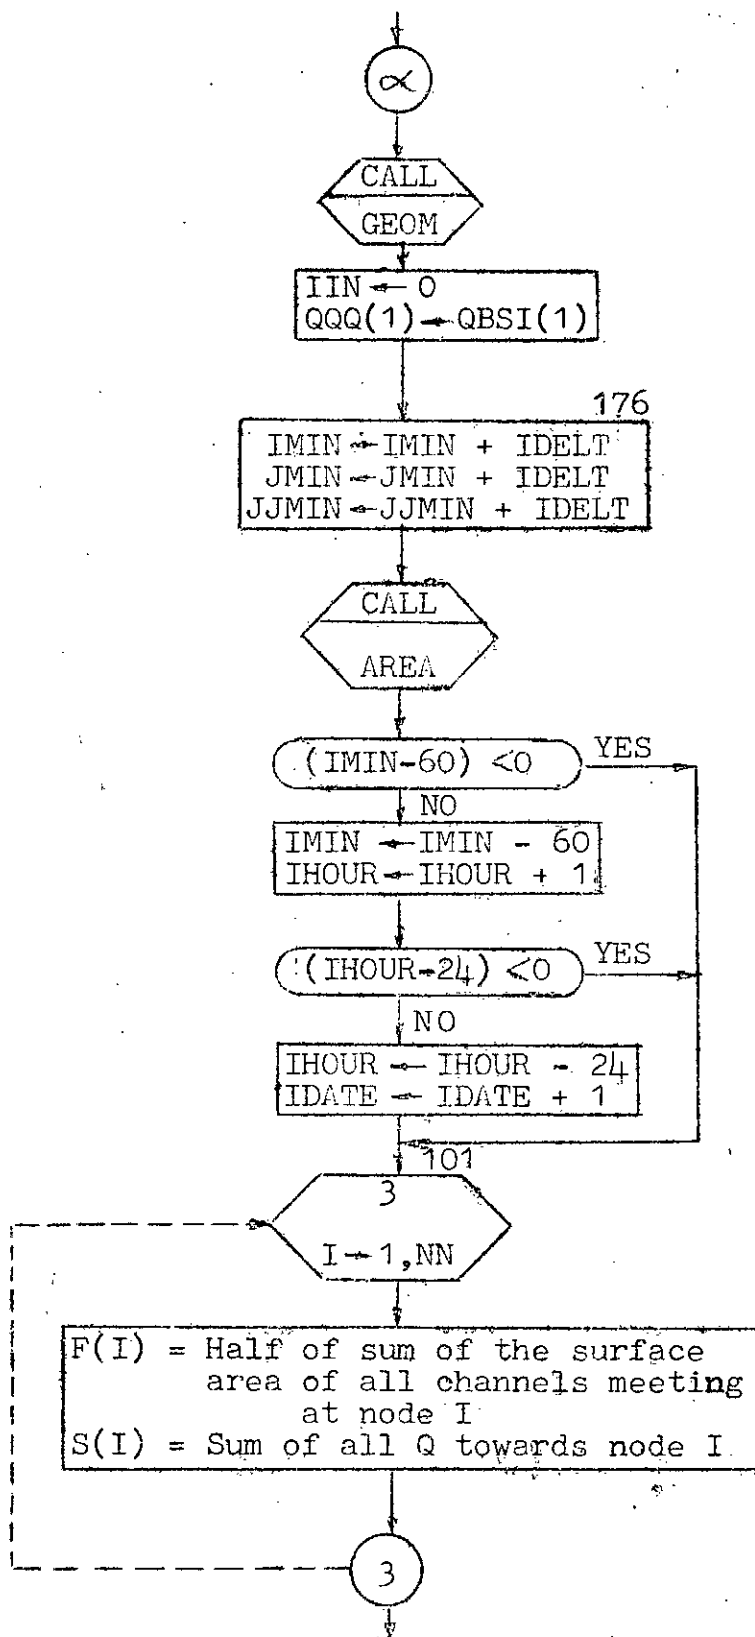 ∝
CALL
GEOM
IIN ← 0
QQQ(1) ← QBSI(1)
176
IMIN ← IMIN + IDELT
JMIN ← JMIN + IDELT
JJMIN ← JJMIN + IDELT
CALL
AREA
(IMIN-60) <0
YES
NO
IMIN ← IMIN - 60
IHOUR ← IHOUR + 1
(IHOUR-24) <0
YES
NO
IHOUR ← IHOUR - 24
IDATE ← IDATE + 1
101
3
I → 1,NN
F(I) = Half of sum of the surface
area of all channels meeting
at node I
S(I) = Sum of all Q towards node I
3